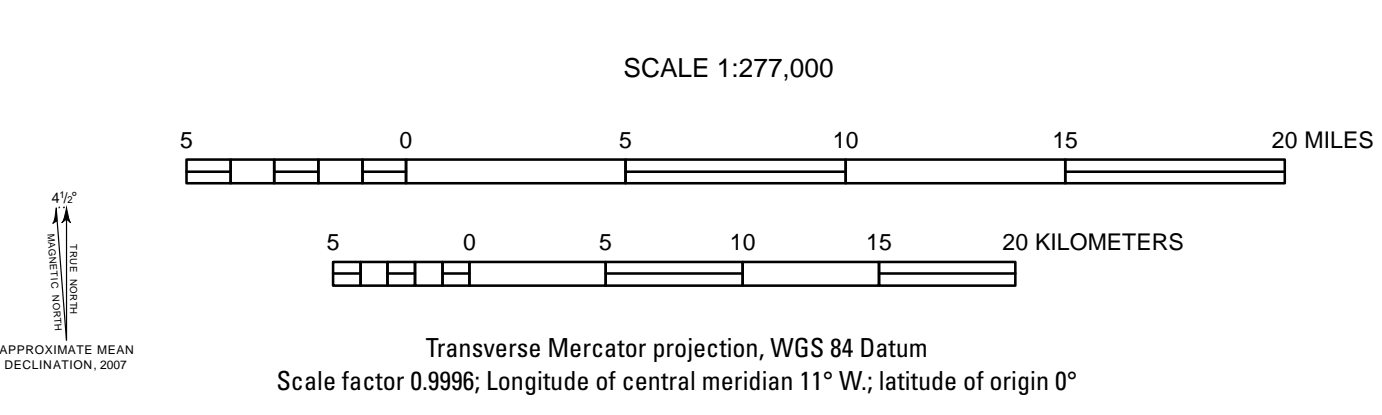 SCALE 1:277,000
5 0 5 10 15 20 MILES
5 0 5 10 15 20 KILOMETERS
4 1/2°
MAGNETIC NORTH
TRUE NORTH
APPROXIMATE MEAN
DECLINATION, 2007
Transverse Mercator projection, WGS 84 Datum
Scale factor 0.9996; Longitude of central meridian 11° W.; latitude of origin 0°